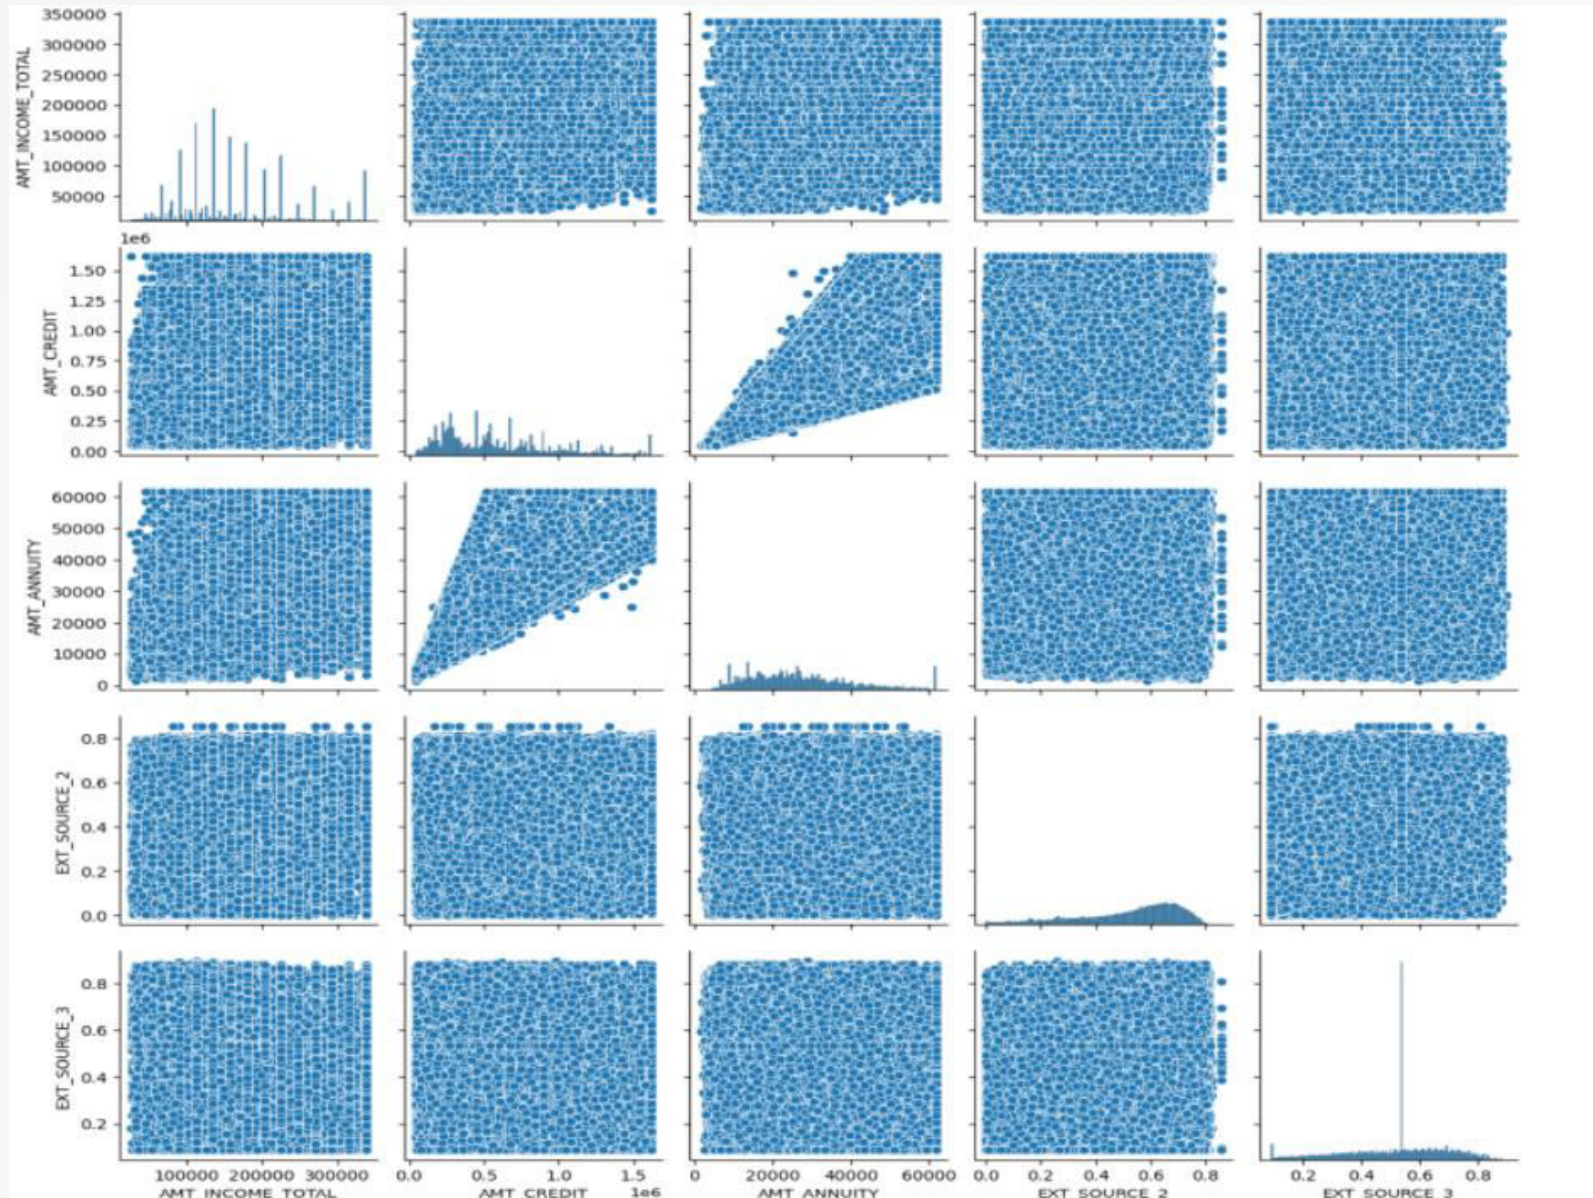 350000
300000
250000
200000
150000
100000
50000
AMT_INCOME_TOTAL
1e6
1.50
1.25
1.00
0.75
0.50
0.25
0.00
AMT_CREDIT
60000
50000
40000
30000
20000
10000
0
AMT_ANNUITY
0.8
0.6
0.4
0.2
0.0
EXT_SOURCE_2
0.8
0.6
0.4
0.2
EXT_SOURCE_3
100000 200000 300000
AMT_INCOME_TOTAL
0.0 0.5 1.0 1.5
AMT_CREDIT 1e6
0 20000 40000 60000
AMT_ANNUITY
0.0 0.2 0.4 0.6 0.8
EXT_SOURCE_2
0.2 0.4 0.6 0.8
EXT_SOURCE_3